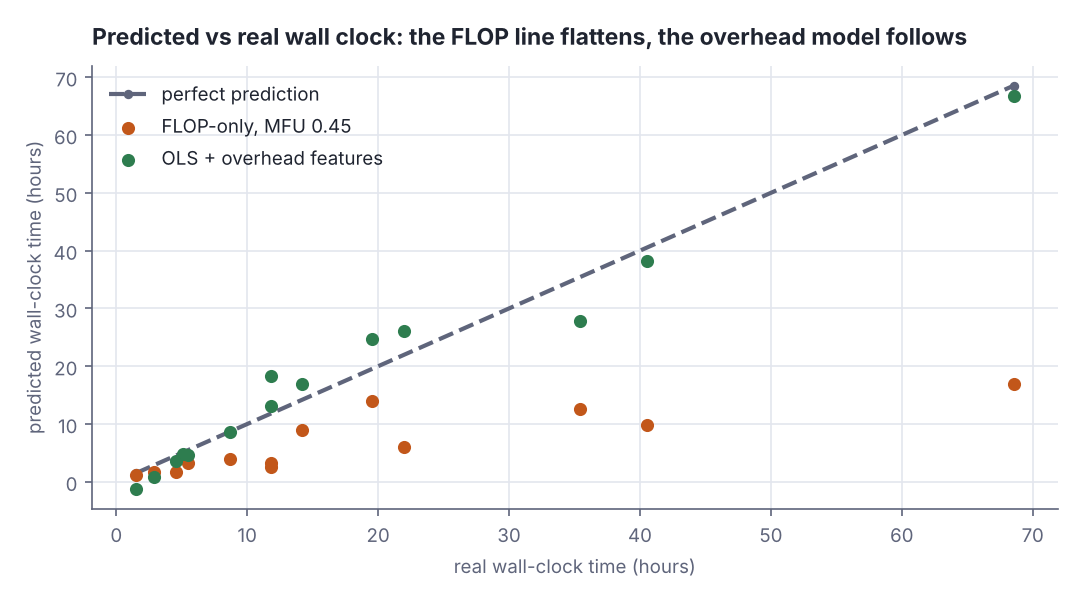 Predicted vs real wall clock: the FLOP line flattens, the overhead model follows
perfect prediction
FLOP-only, MFU 0.45
OLS + overhead features
predicted wall-clock time (hours)
70
60
50
40
30
20
10
0
0 10 20 30 40 50 60 70
real wall-clock time (hours)